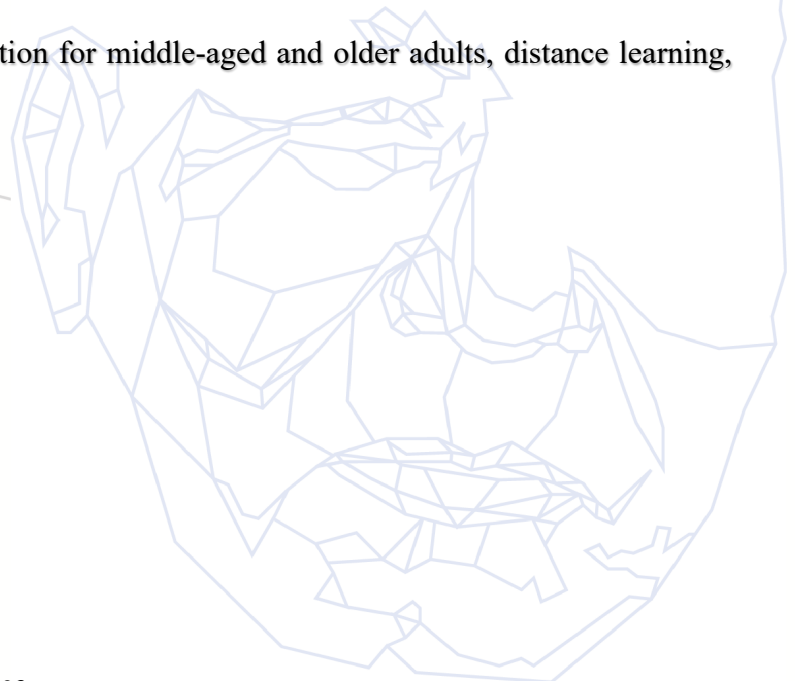 tion for middle-aged and older adults, distance learning,